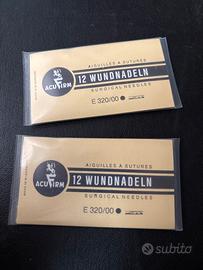 AIGUILLES A SUTURES
12 WUNDNADELN
SURGICAL NEEDLES
E 320/00
ACUFIRM
AIGUILLES A SUTURES
12 WUNDNADELN
SURGICAL NEEDLES
E 320/00
ACUFIRM
subito